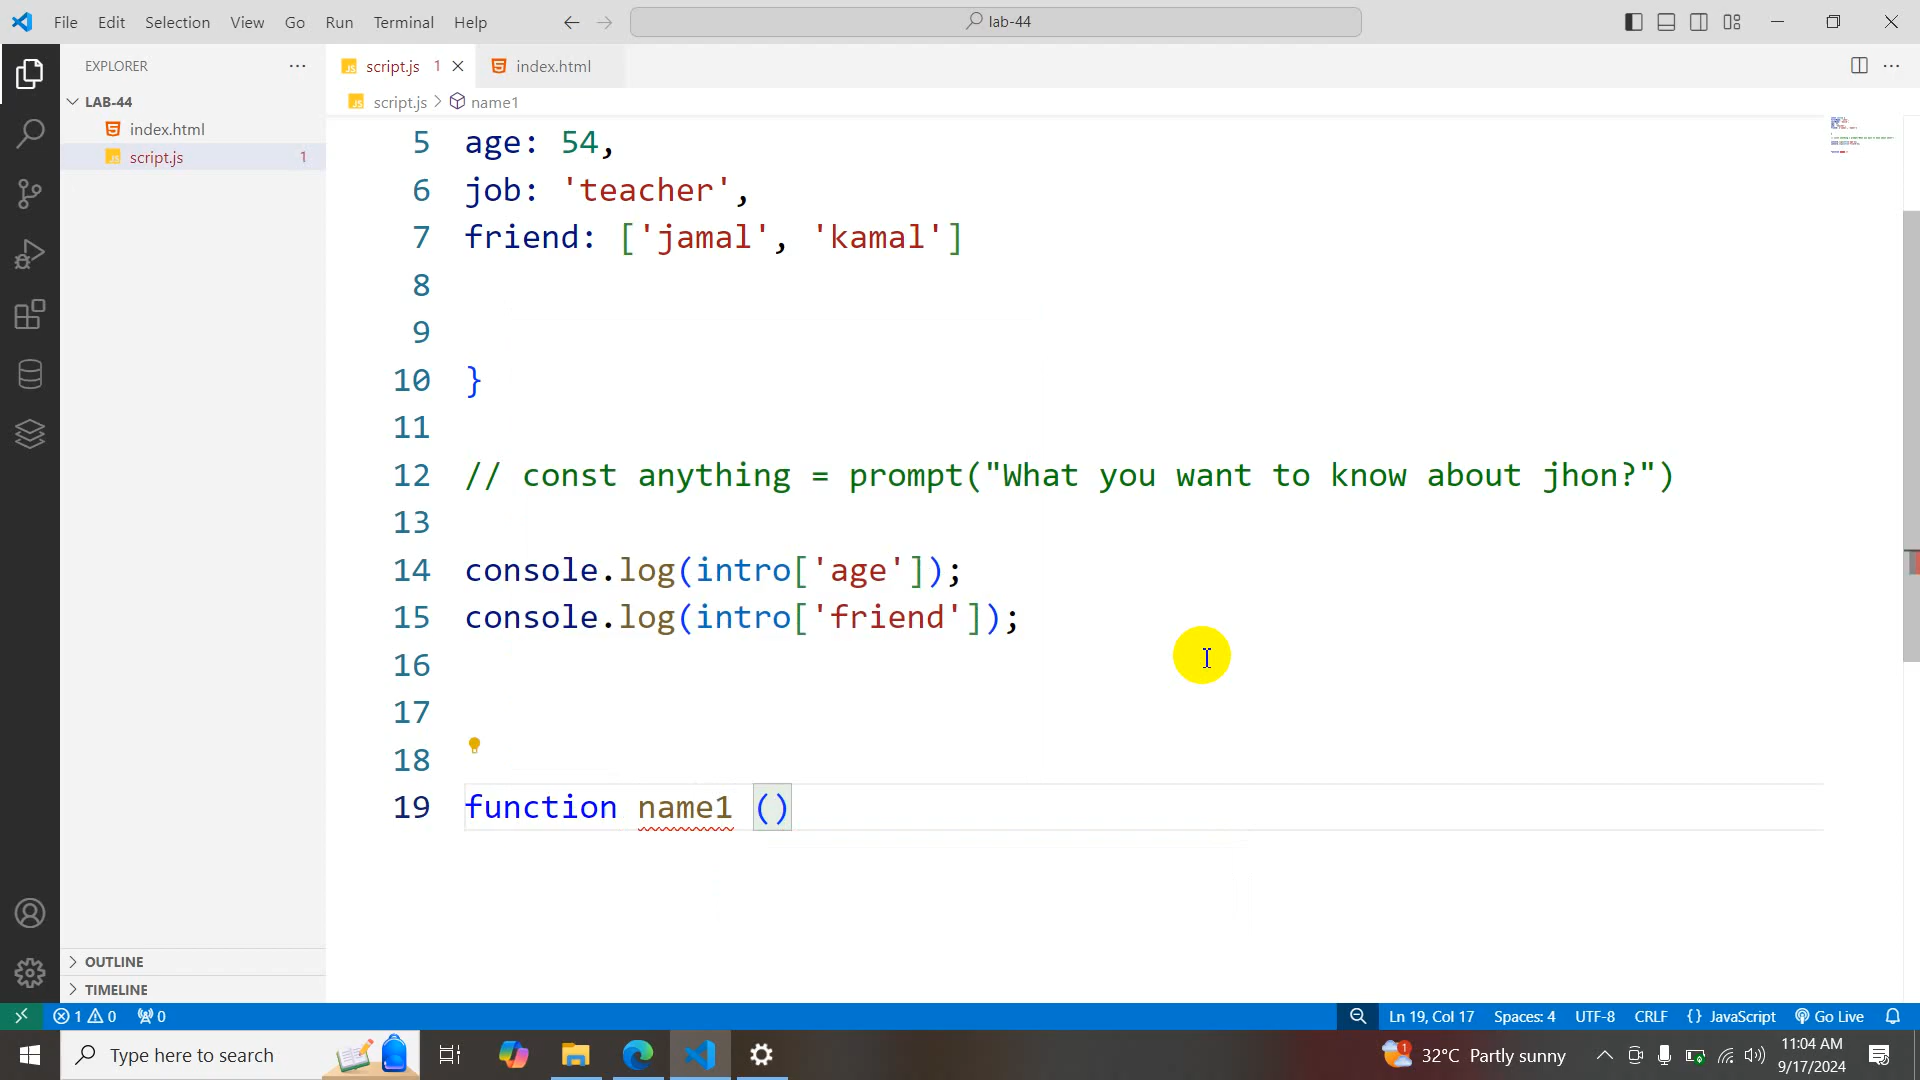 File Edit Selection View Go Run Terminal Help
lab-44
EXPLORER
script.js 1
index.html
LAB-44
index.html
script.js 1
script.js > name1
5 age: 54,
6 job: 'teacher',
7 friend: ['jamal', 'kamal']
8
9
10 }
11
12 // const anything = prompt("What you want to know about jhon?")
13
14 console.log(intro['age']);
15 console.log(intro['friend']);
16
17
18
19 function name1 ()
OUTLINE
TIMELINE
1 0 0
Ln 19, Col 17 Spaces: 4 UTF-8 CRLF {} JavaScript Go Live
Type here to search
1 32°C Partly sunny
11:04 AM
9/17/2024